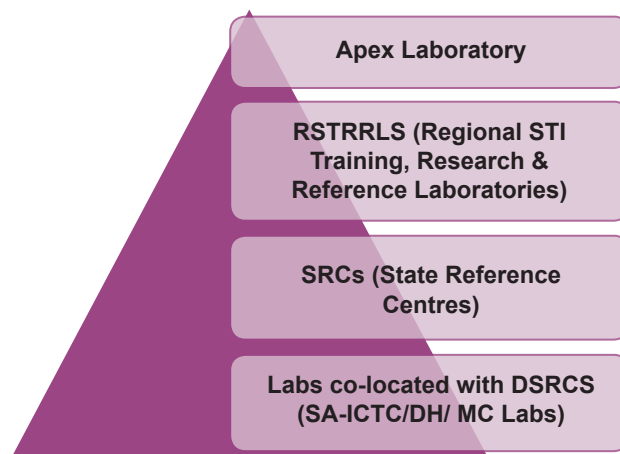 Apex Laboratory
RSTRRLS (Regional STI
Training, Research &
Reference Laboratories)
SRCs (State Reference
Centres)
Labs co-located with DSRCS
(SA-ICTC/DH/ MC Labs)